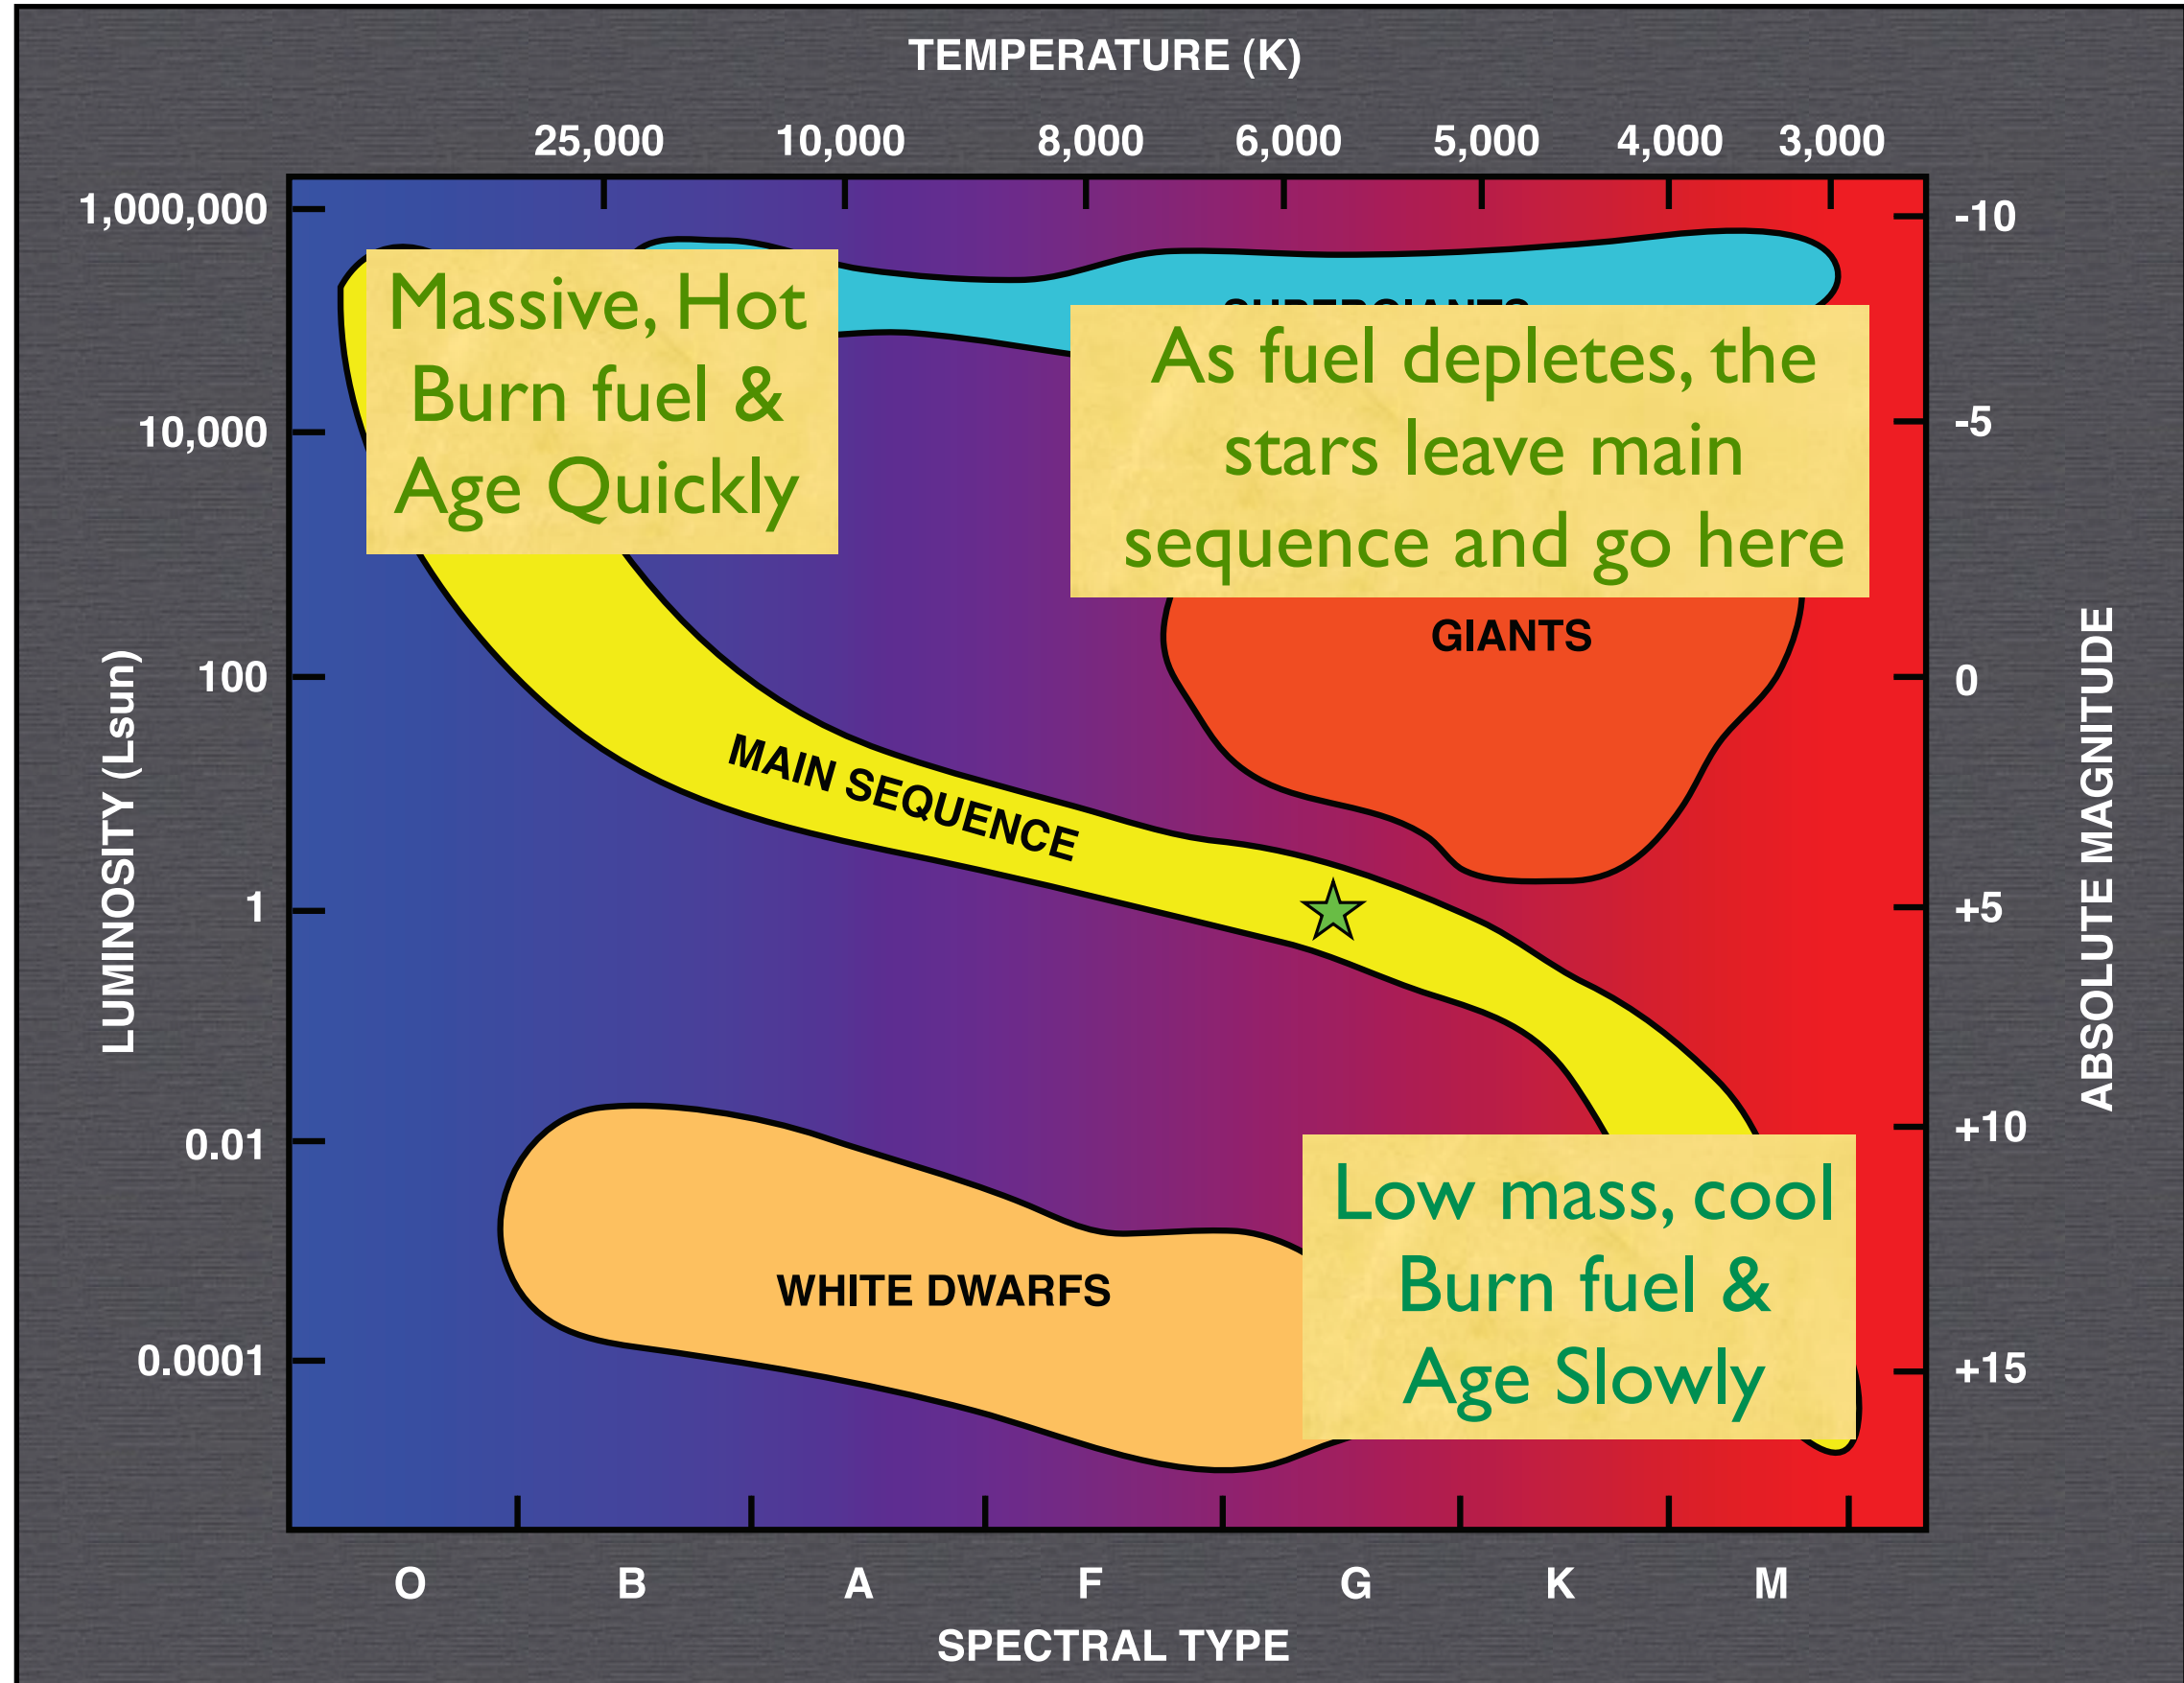 TEMPERATURE (K)
25,000 10,000 8,000 6,000 5,000 4,000 3,000
1,000,000
10,000
100
1
0.01
0.0001
LUMINOSITY (Lsun)
-10
-5
0
+5
+10
+15
ABSOLUTE MAGNITUDE
Massive, Hot
Burn fuel &
Age Quickly
As fuel depletes, the
stars leave main
sequence and go here
GIANTS
MAIN SEQUENCE
WHITE DWARFS
Low mass, cool
Burn fuel &
Age Slowly
O B A F G K M
SPECTRAL TYPE